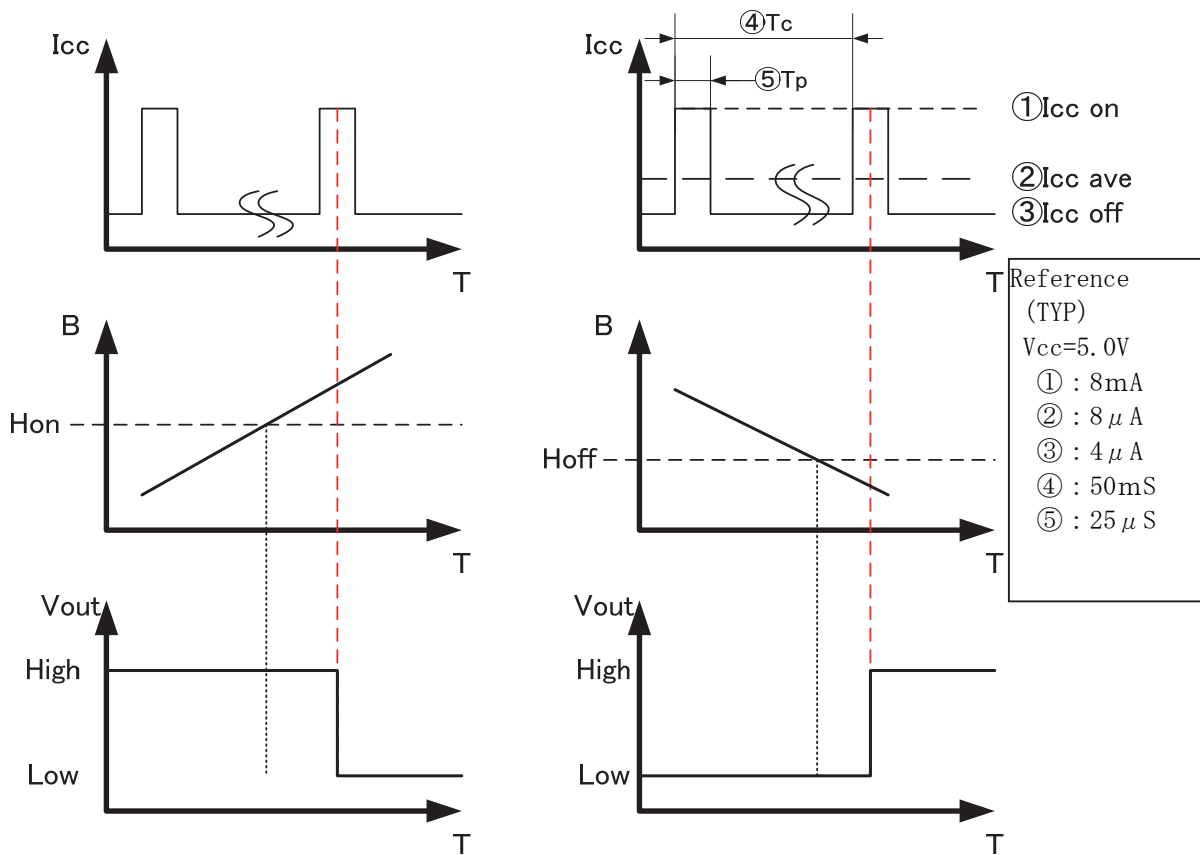 Icc
T
B
Hon
T
Vout
High
Low
T
④Tc
Icc
⑤Tp
①Icc on
②Icc ave
③Icc off
T
B
Hoff
T
Vout
High
Low
T
Reference
(TYP)
Vcc=5.0V
①：8mA
②：8μA
③：4μA
④：50mS
⑤：25μS